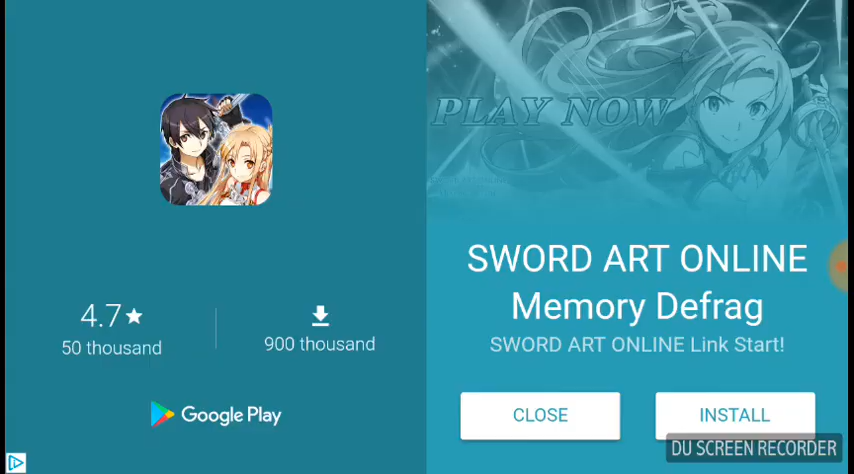 4.7
50 thousand
900 thousand
Google Play
PLAY NOW
SWORD ART ONLINE
Memory Defrag
SWORD ART ONLINE Link Start!
CLOSE
INSTALL
DU SCREEN RECORDER